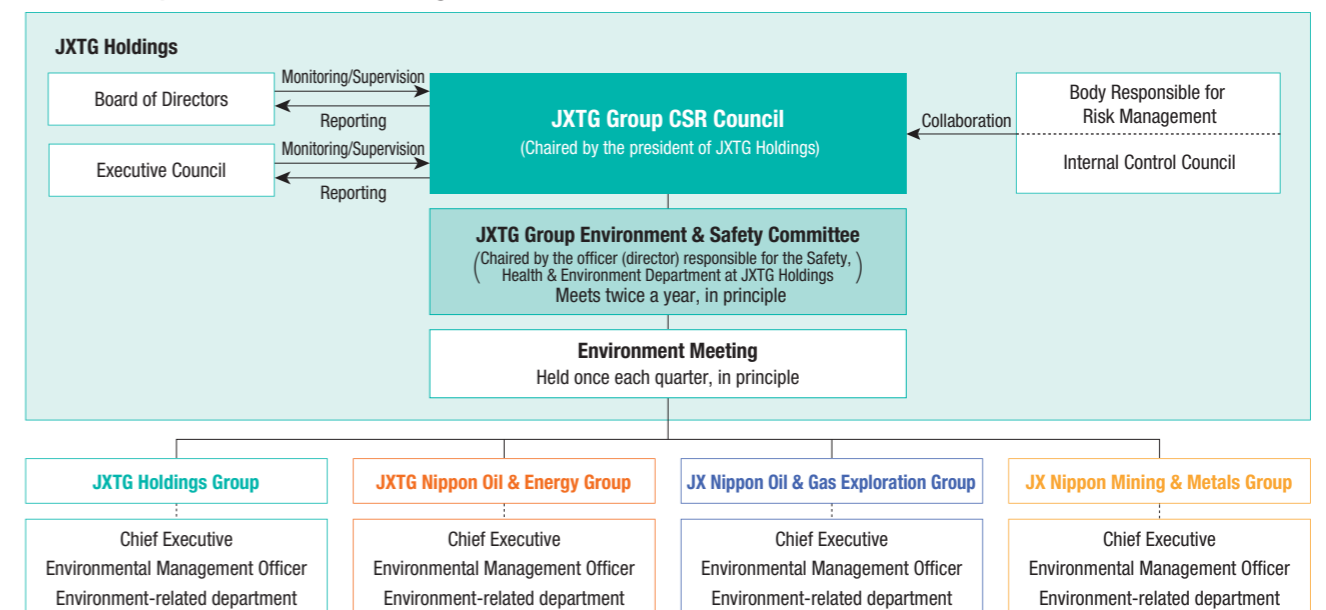 JXTG Holdings
Board of Directors
Monitoring/Supervision
Reporting
Executive Council
Monitoring/Supervision
Reporting
JXTG Group CSR Council
(Chaired by the president of JXTG Holdings)
Collaboration
Body Responsible for
Risk Management
Internal Control Council
JXTG Group Environment & Safety Committee
(Chaired by the officer (director) responsible for the Safety,
Health & Environment Department at JXTG Holdings)
Meets twice a year, in principle
Environment Meeting
Held once each quarter, in principle
JXTG Holdings Group
Chief Executive
Environmental Management Officer
Environment-related department
JXTG Nippon Oil & Energy Group
Chief Executive
Environmental Management Officer
Environment-related department
JX Nippon Oil & Gas Exploration Group
Chief Executive
Environmental Management Officer
Environment-related department
JX Nippon Mining & Metals Group
Chief Executive
Environmental Management Officer
Environment-related department